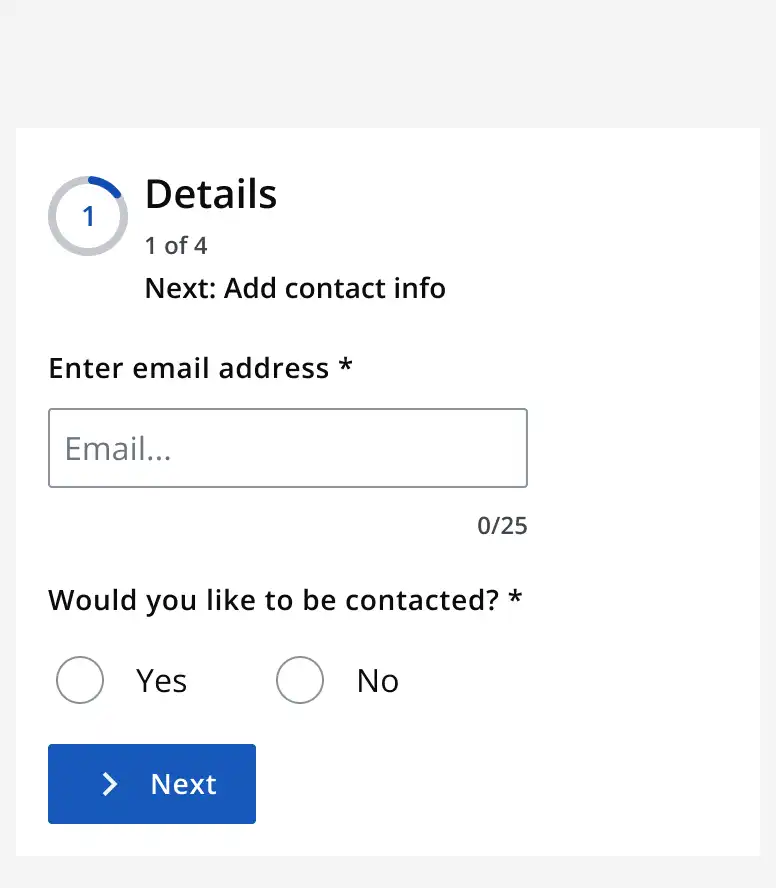 1
Details
1 of 4
Next: Add contact info
Enter email address *
Email...
0/25
Would you like to be contacted? *
Yes No
Next